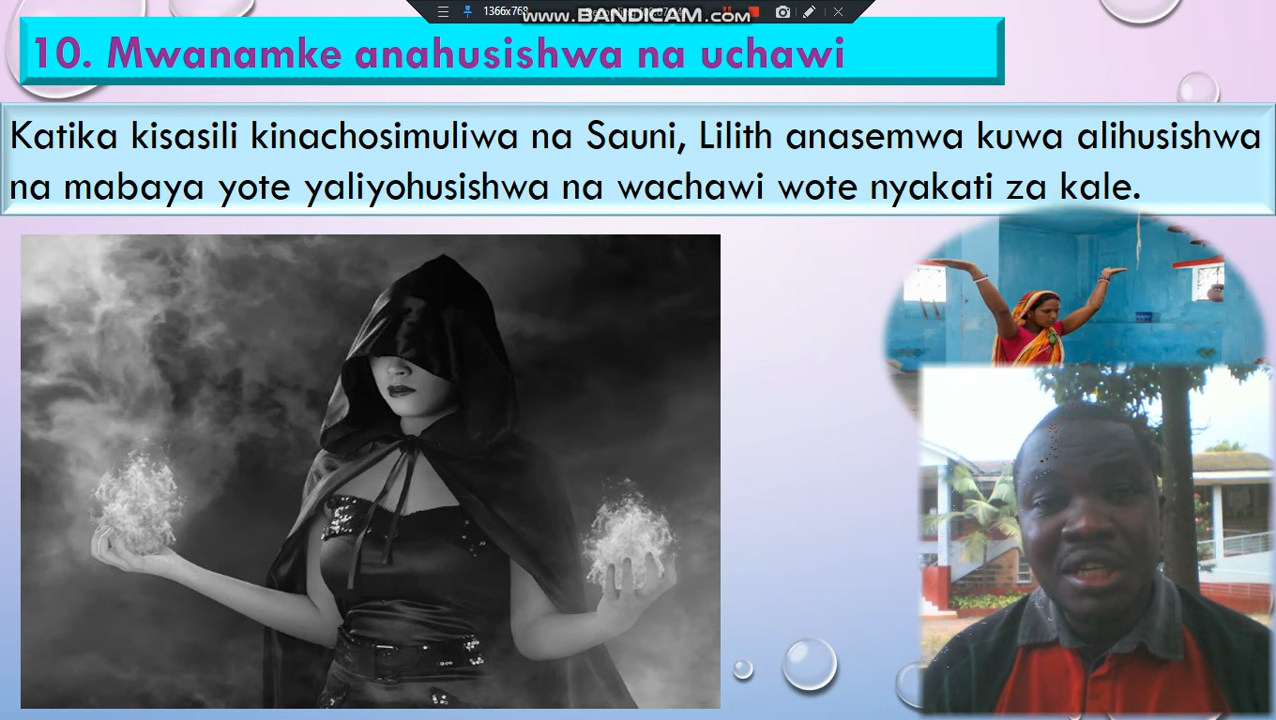 1366x768
www.BANDICAM.com
10. Mwanamke anahusishwa na uchawi
Katika kisasili kinachosimuliwa na Sauni, Lilith anasemwa kuwa alihusishwa
na mabaya yote yaliyohusishwa na wachawi wote nyakati za kale.